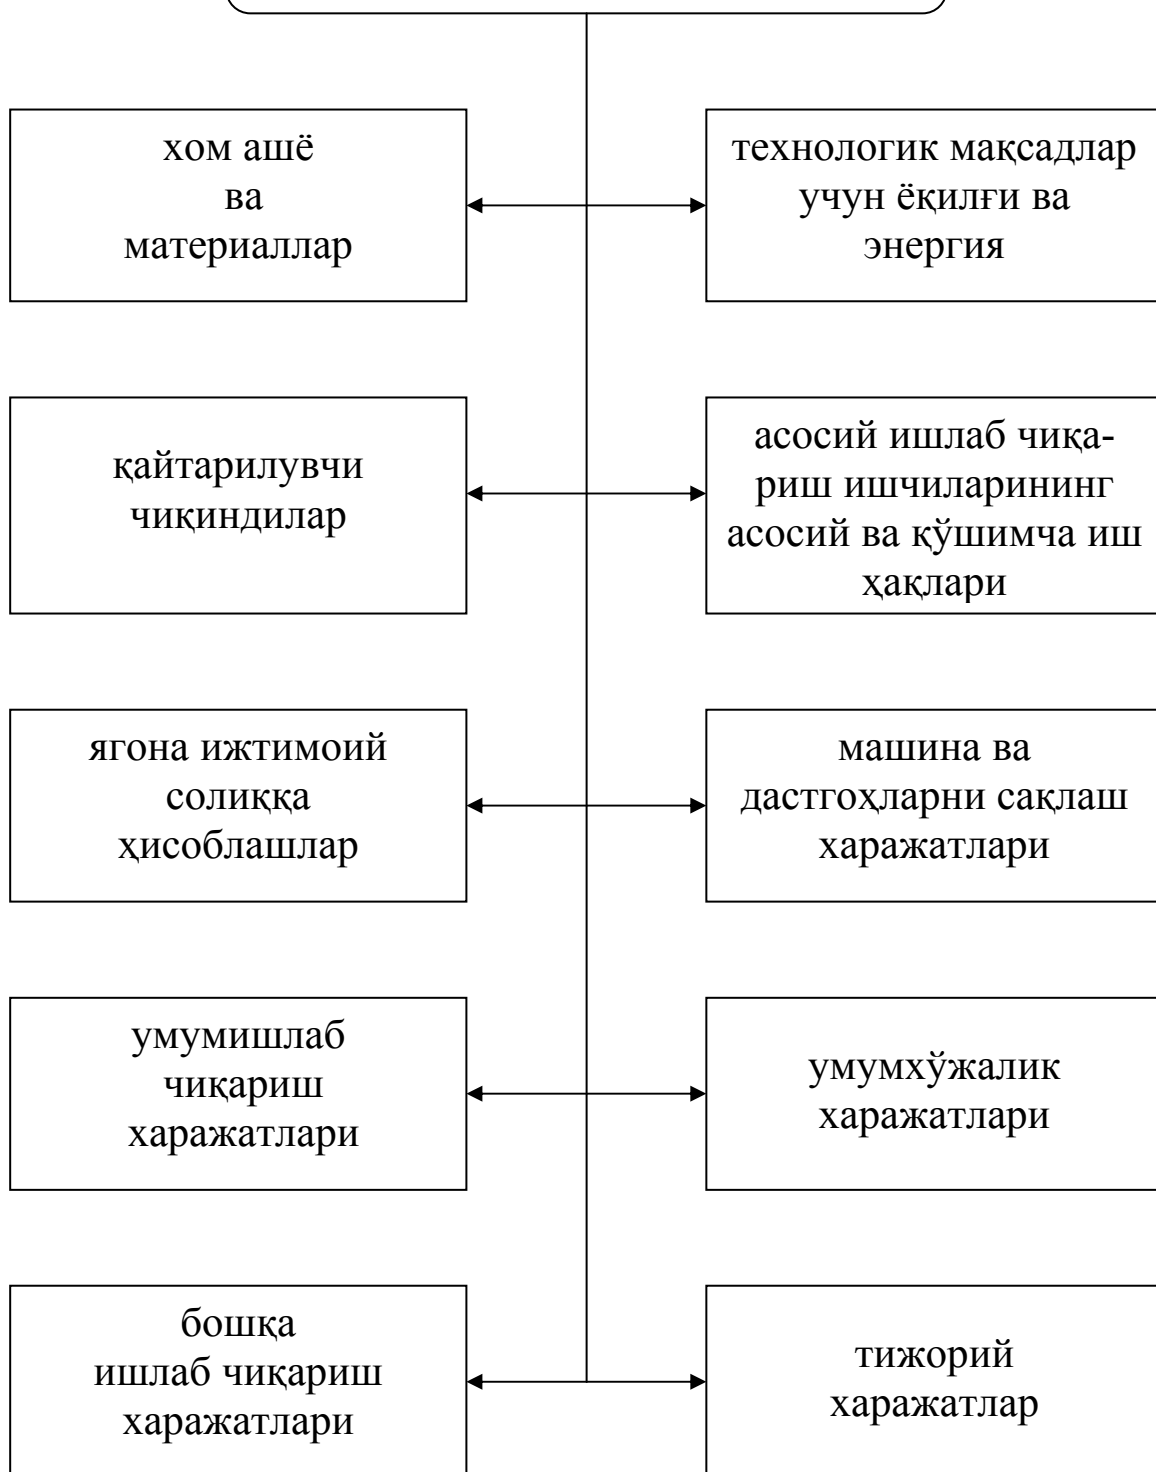 хом ашё
ва
материаллар
технологик мақсадлар
учун ёқилғи ва
энергия
қайтарилувчи
чиқиндилар
асосий ишлаб чиқа-
риш ишчиларининг
асосий ва қўшимча иш
ҳақлари
ягона ижтимоий
солиққа
ҳисоблашлар
машина ва
дастгоҳларни сақлаш
харажатлари
умумишлаб
чиқариш
харажатлари
умумхўжалик
харажатлари
бошқа
ишлаб чиқариш
харажатлари
тижорий
харажатлар